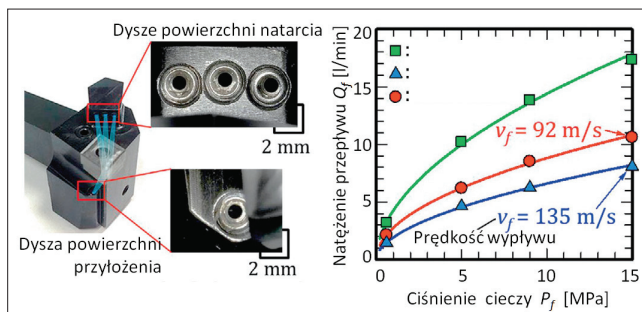 Dysze powierzchni natarcia
2 mm
Dysza powierzchni
przyłożenia
2 mm
Natężenie przepływu Q_f [l/min]
20
15
10
5
0
:
:
:
v_f = 92 m/s
v_f = 135 m/s
Prędkość wypływu
0
5
10
15
Ciśnienie cieczy P_f [MPa]